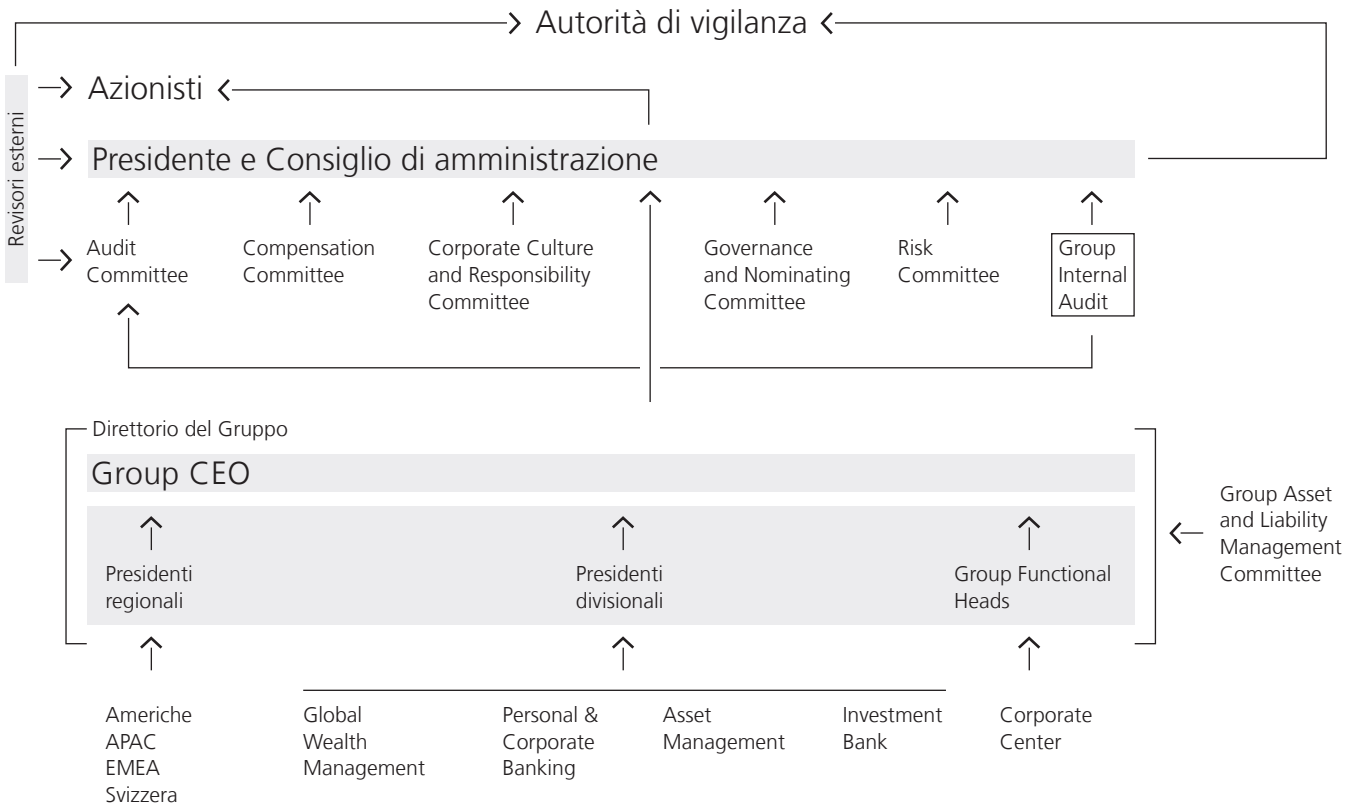 Autorità di vigilanza
Azionisti
Revisori esterni
Presidente e Consiglio di amministrazione
Audit
Committee
Compensation
Committee
Corporate Culture
and Responsibility
Committee
Governance
and Nominating
Committee
Risk
Committee
Group
Internal
Audit
Direttorio del Gruppo
Group CEO
Presidenti
regionali
Presidenti
divisionali
Group Functional
Heads
Group Asset
and Liability
Management
Committee
Americhe
APAC
EMEA
Svizzera
Global
Wealth
Management
Personal &
Corporate
Banking
Asset
Management
Investment
Bank
Corporate
Center